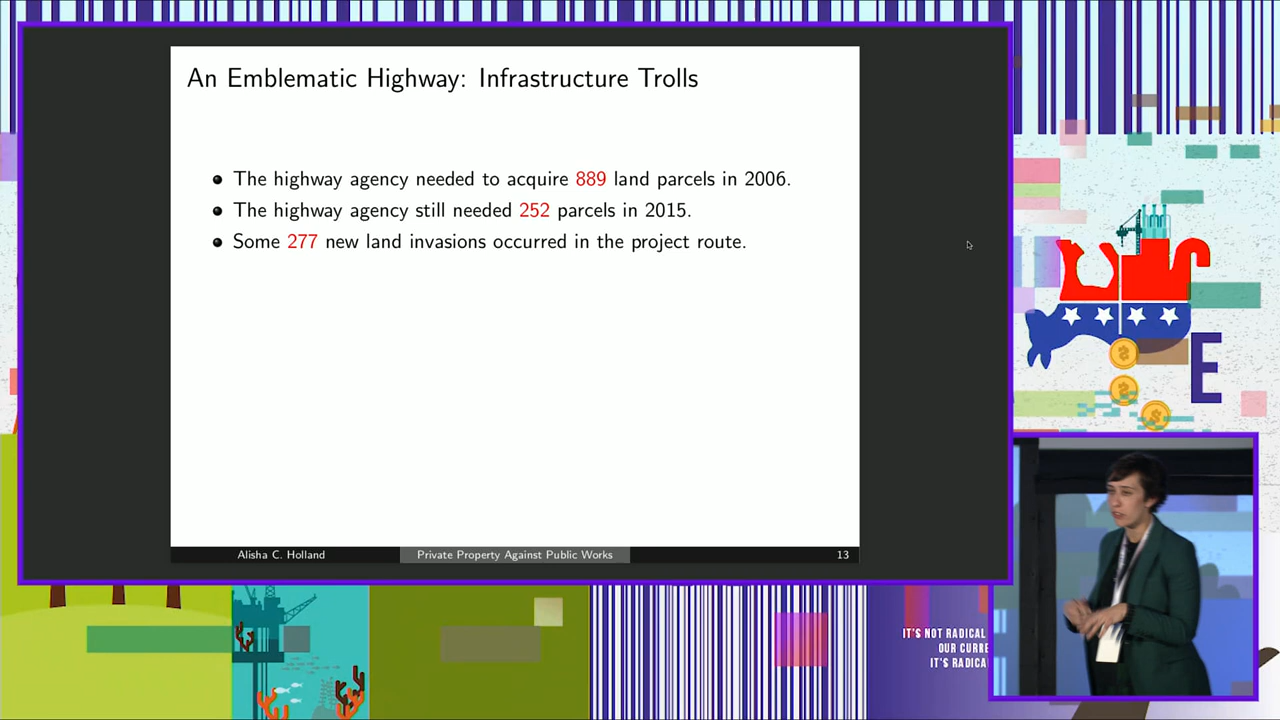 An Emblematic Highway: Infrastructure Trolls
The highway agency needed to acquire 889 land parcels in 2006.
The highway agency still needed 252 parcels in 2015.
Some 277 new land invasions occurred in the project route.
Alisha C. Holland
Private Property Against Public Works
13
E
IT'S NOT RADICAL
OUR CURRE
IT'S RADICA